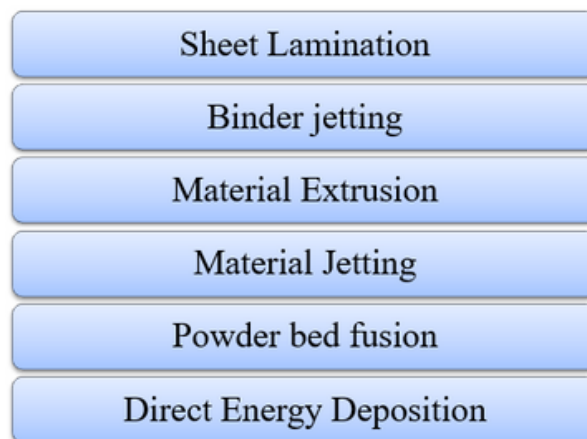 Sheet Lamination
Binder jetting
Material Extrusion
Material Jetting
Powder bed fusion
Direct Energy Deposition